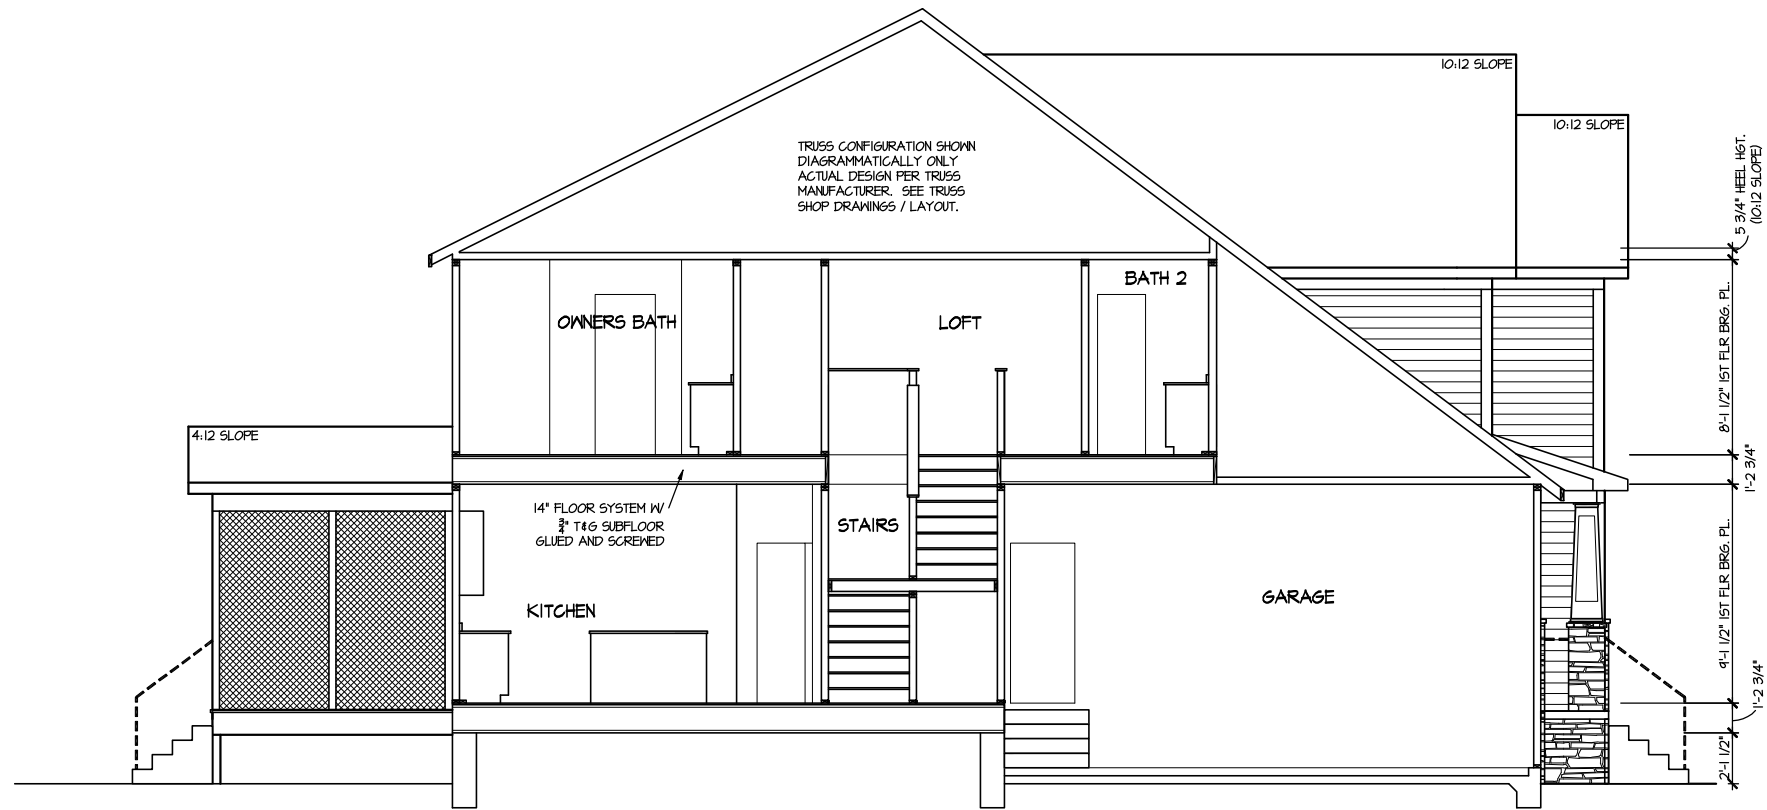 10:12 SLOPE
10:12 SLOPE
TRUSS CONFIGURATION SHOWN
DIAGRAMMATICALLY ONLY
ACTUAL DESIGN PER TRUSS
MANUFACTURER. SEE TRUSS
SHOP DRAWINGS / LAYOUT.
5 3/4" HEEL HGT.
(10:12 SLOPE)
BATH 2
OWNERS BATH
LOFT
8'-1 1/2" 1ST FLR BRG. PL.
4:12 SLOPE
1'-2 3/4"
14" FLOOR SYSTEM W/
3/4" T&G SUBFLOOR
GLUED AND SCREWED
STAIRS
KITCHEN
GARAGE
9'-1 1/2" 1ST FLR BRG. PL.
1'-2 3/4"
2'-1 1/2"